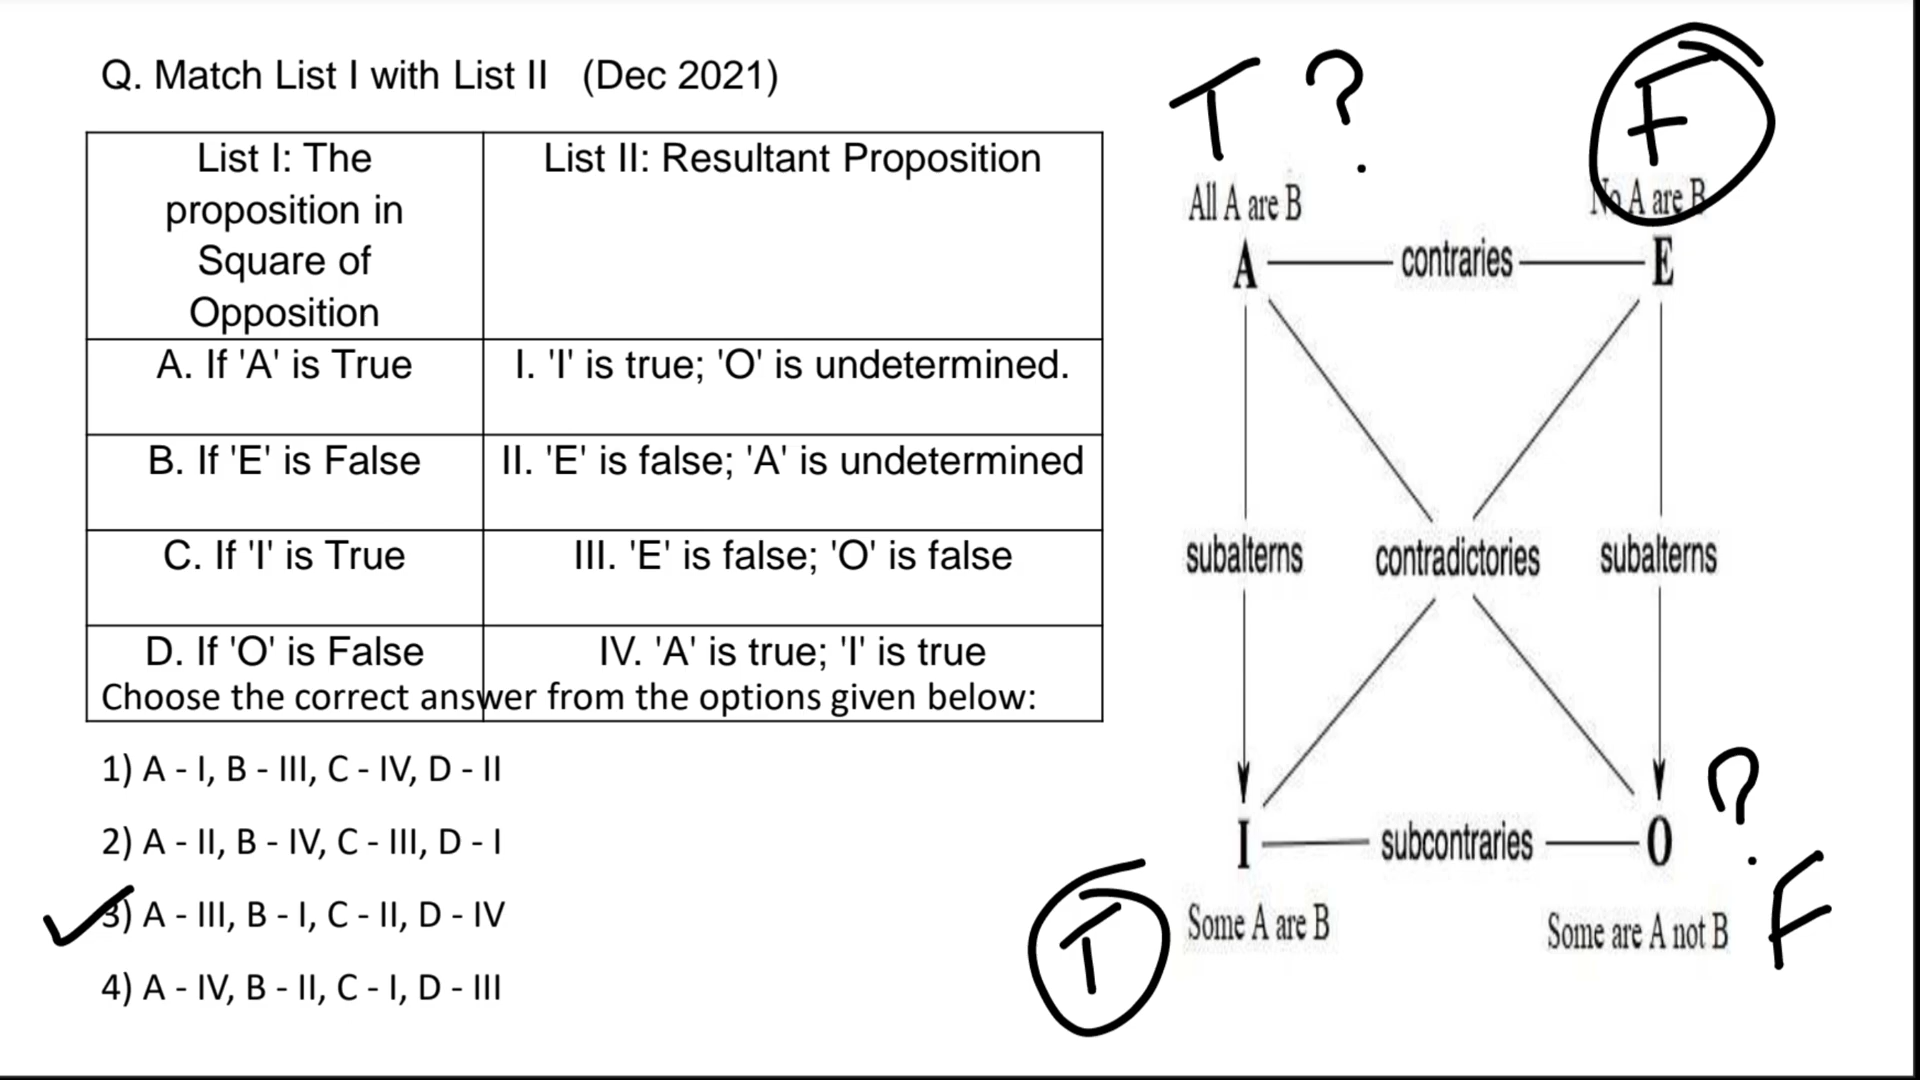 Q. Match List I with List II (Dec 2021)
List I: The
proposition in
Square of
Opposition
List II: Resultant Proposition
A. If 'A' is True
I. 'I' is true; 'O' is undetermined.
B. If 'E' is False
II. 'E' is false; 'A' is undetermined
C. If 'I' is True
III. 'E' is false; 'O' is false
D. If 'O' is False
IV. 'A' is true; 'I' is true
Choose the correct answer from the options given below:
1) A - I, B - III, C - IV, D - II
2) A - II, B - IV, C - III, D - I
3) A - III, B - I, C - II, D - IV
4) A - IV, B - II, C - I, D - III
T ?
F
All A are B
No A are B
A contraries E
subalterns contradictories subalterns
?
I subcontraries O
T
Some A are B
Some are A not B
F